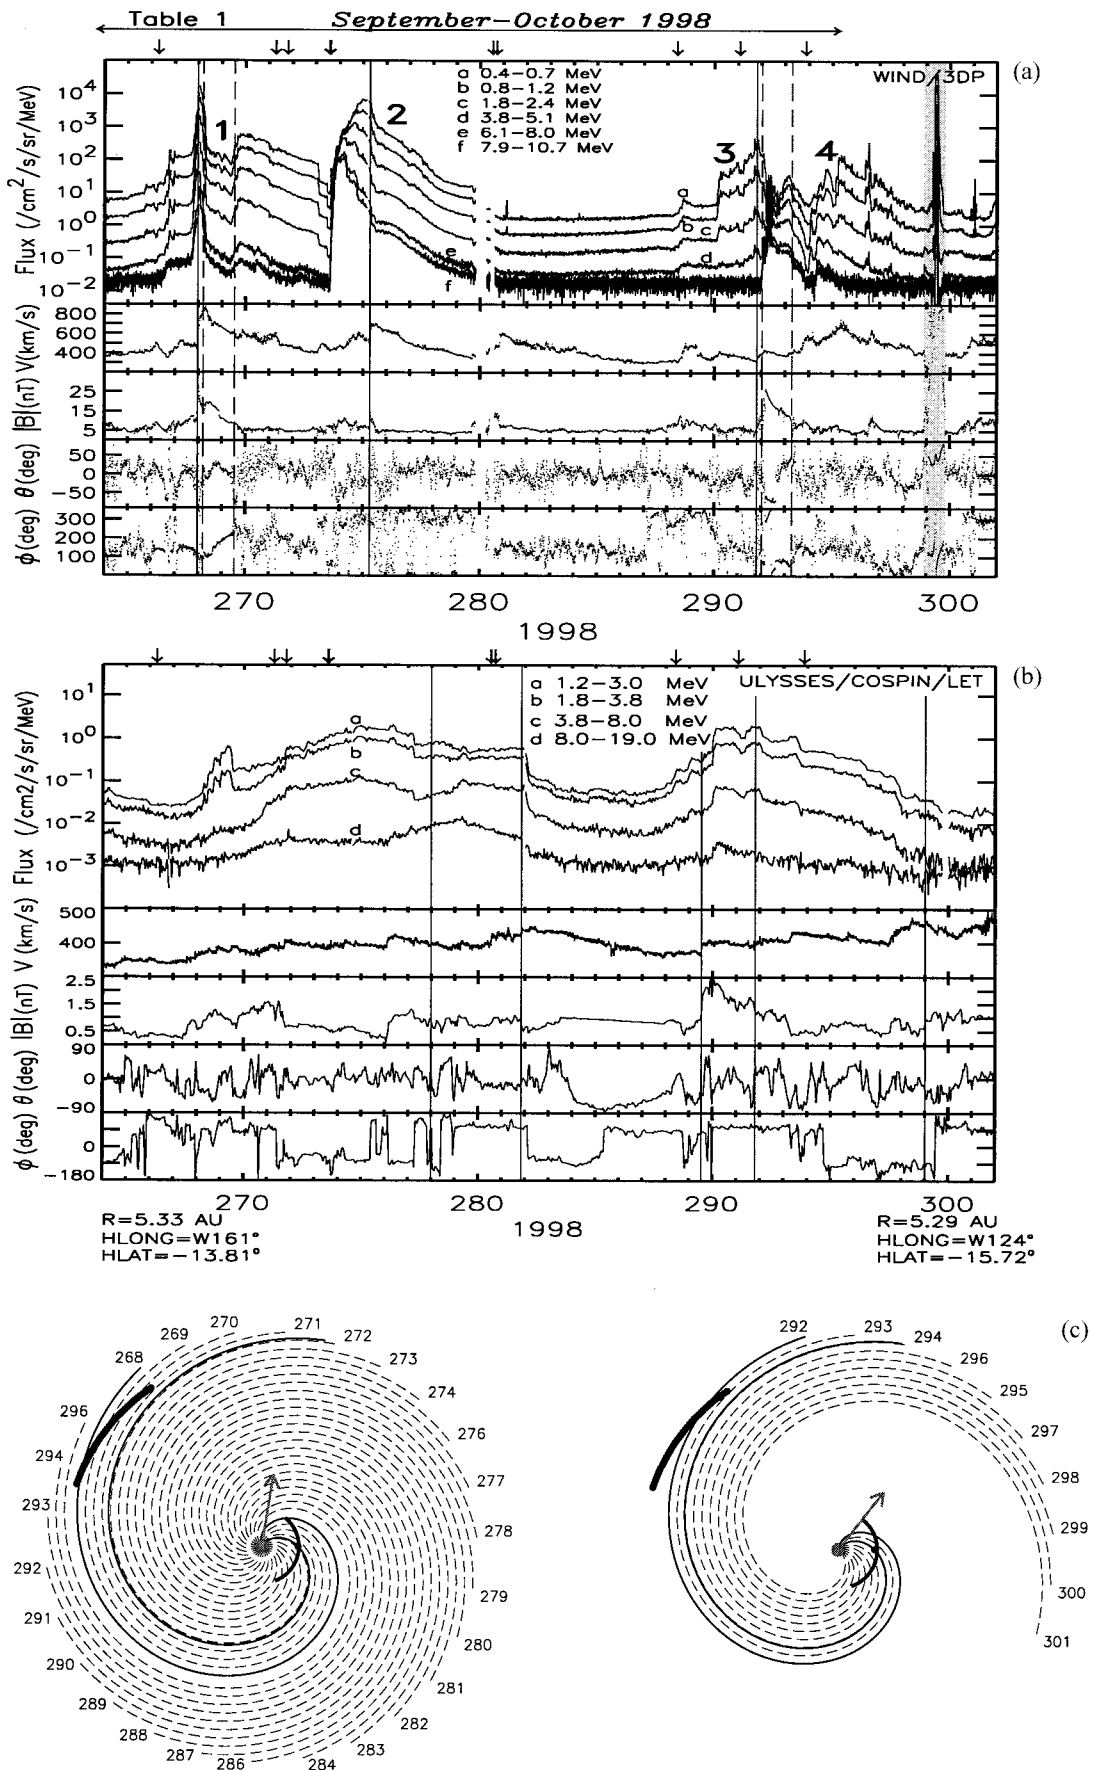 Table 1 September-October 1998
(a)
WIND/3DP
a 0.4-0.7 MeV
b 0.8-1.2 MeV
c 1.8-2.4 MeV
d 3.8-5.1 MeV
e 6.1-8.0 MeV
f 7.9-10.7 MeV
1 2 3 4
a
b c
d
e
f
Flux (/cm²/s/sr/MeV)
10⁴
10³
10²
10¹
10⁰
10⁻¹
10⁻²
V(km/s)
800
600
400
|B|(nT)
25
15
5
θ(deg)
50
0
-50
φ(deg)
300
200
100
270 280 290 300
1998
(b)
ULYSSES/COSPIN/LET
a 1.2-3.0 MeV
b 1.8-3.8 MeV
c 3.8-8.0 MeV
d 8.0-19.0 MeV
a
b
c
d
Flux (/cm2/s/sr/MeV)
10¹
10⁰
10⁻¹
10⁻²
10⁻³
V (km/s)
500
400
|B|(nT)
2.5
1.5
0.5
θ(deg)
90
0
-90
φ(deg)
0
-180
270 280 290 300
1998
R=5.33 AU
HLONG=W161°
HLAT=-13.81°
R=5.29 AU
HLONG=W124°
HLAT=-15.72°
(c)
268
269
270
271
272
273
274
276
277
278
279
280
281
282
283
284
286
287
288
289
290
291
292
293
294
296
292
293
294
296
295
297
298
299
300
301